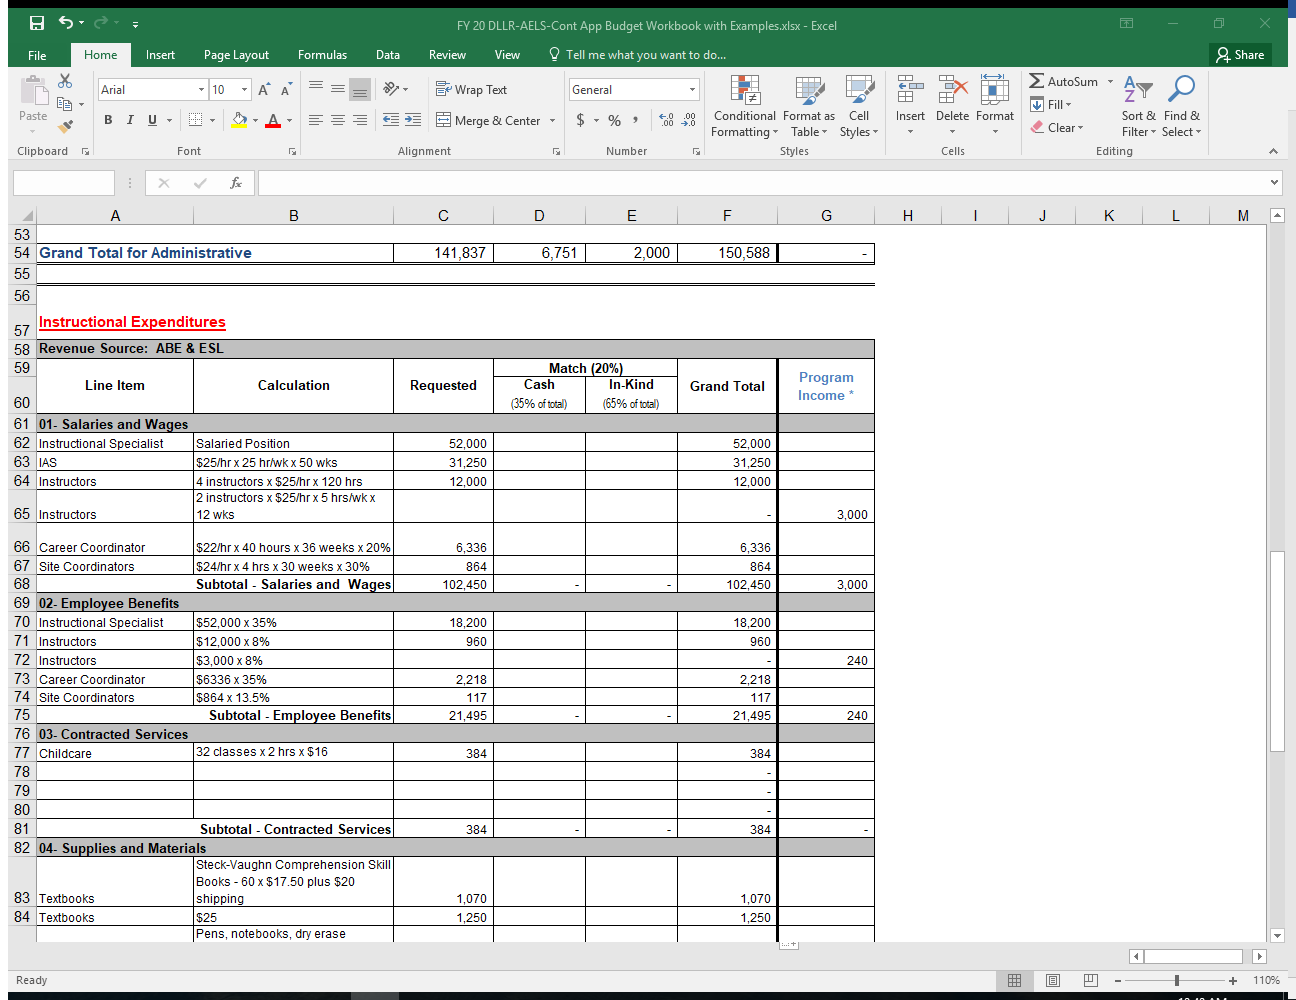 FY 20 DLLR-AELS-Cont App Budget Workbook with Examples.xlsx - Excel
File Home Insert Page Layout Formulas Data Review View Tell me what you want to do... Share
Arial 10 A A Wrap Text General Conditional Formatting Format as Table Cell Styles Insert Delete Format AutoSum Fill Clear Sort & Filter Find & Select
Paste B I U A Merge & Center $ % , .00 .00
Clipboard Font Alignment Number Styles Cells Editing
fx
A B C D E F G H I J K L M
53
54 Grand Total for Administrative 141,837 6,751 2,000 150,588 -
55
56
57 Instructional Expenditures
58 Revenue Source: ABE & ESL
59 Match (20%)
Line Item Calculation Requested Cash In-Kind Grand Total Program Income *
60 (35% of total) (65% of total)
61 01- Salaries and Wages
62 Instructional Specialist Salaried Position 52,000 52,000
63 IAS $25/hr x 25 hr/wk x 50 wks 31,250 31,250
64 Instructors 4 instructors x $25/hr x 120 hrs 12,000 12,000
2 instructors x $25/hr x 5 hrs/wk x
65 Instructors 12 wks - 3,000
66 Career Coordinator $22/hr x 40 hours x 36 weeks x 20% 6,336 6,336
67 Site Coordinators $24/hr x 4 hrs x 30 weeks x 30% 864 864
68 Subtotal - Salaries and Wages 102,450 - - 102,450 3,000
69 02- Employee Benefits
70 Instructional Specialist $52,000 x 35% 18,200 18,200
71 Instructors $12,000 x 8% 960 960
72 Instructors $3,000 x 8% - 240
73 Career Coordinator $6336 x 35% 2,218 2,218
74 Site Coordinators $864 x 13.5% 117 117
75 Subtotal - Employee Benefits 21,495 - - 21,495 240
76 03- Contracted Services
77 Childcare 32 classes x 2 hrs x $16 384 384
78 -
79 -
80 -
81 Subtotal - Contracted Services 384 - - 384 -
82 04- Supplies and Materials
Steck-Vaughn Comprehension Skill
Books - 60 x $17.50 plus $20
83 Textbooks shipping 1,070 1,070
84 Textbooks $25 1,250 1,250
Pens, notebooks, dry erase
Ready 110%